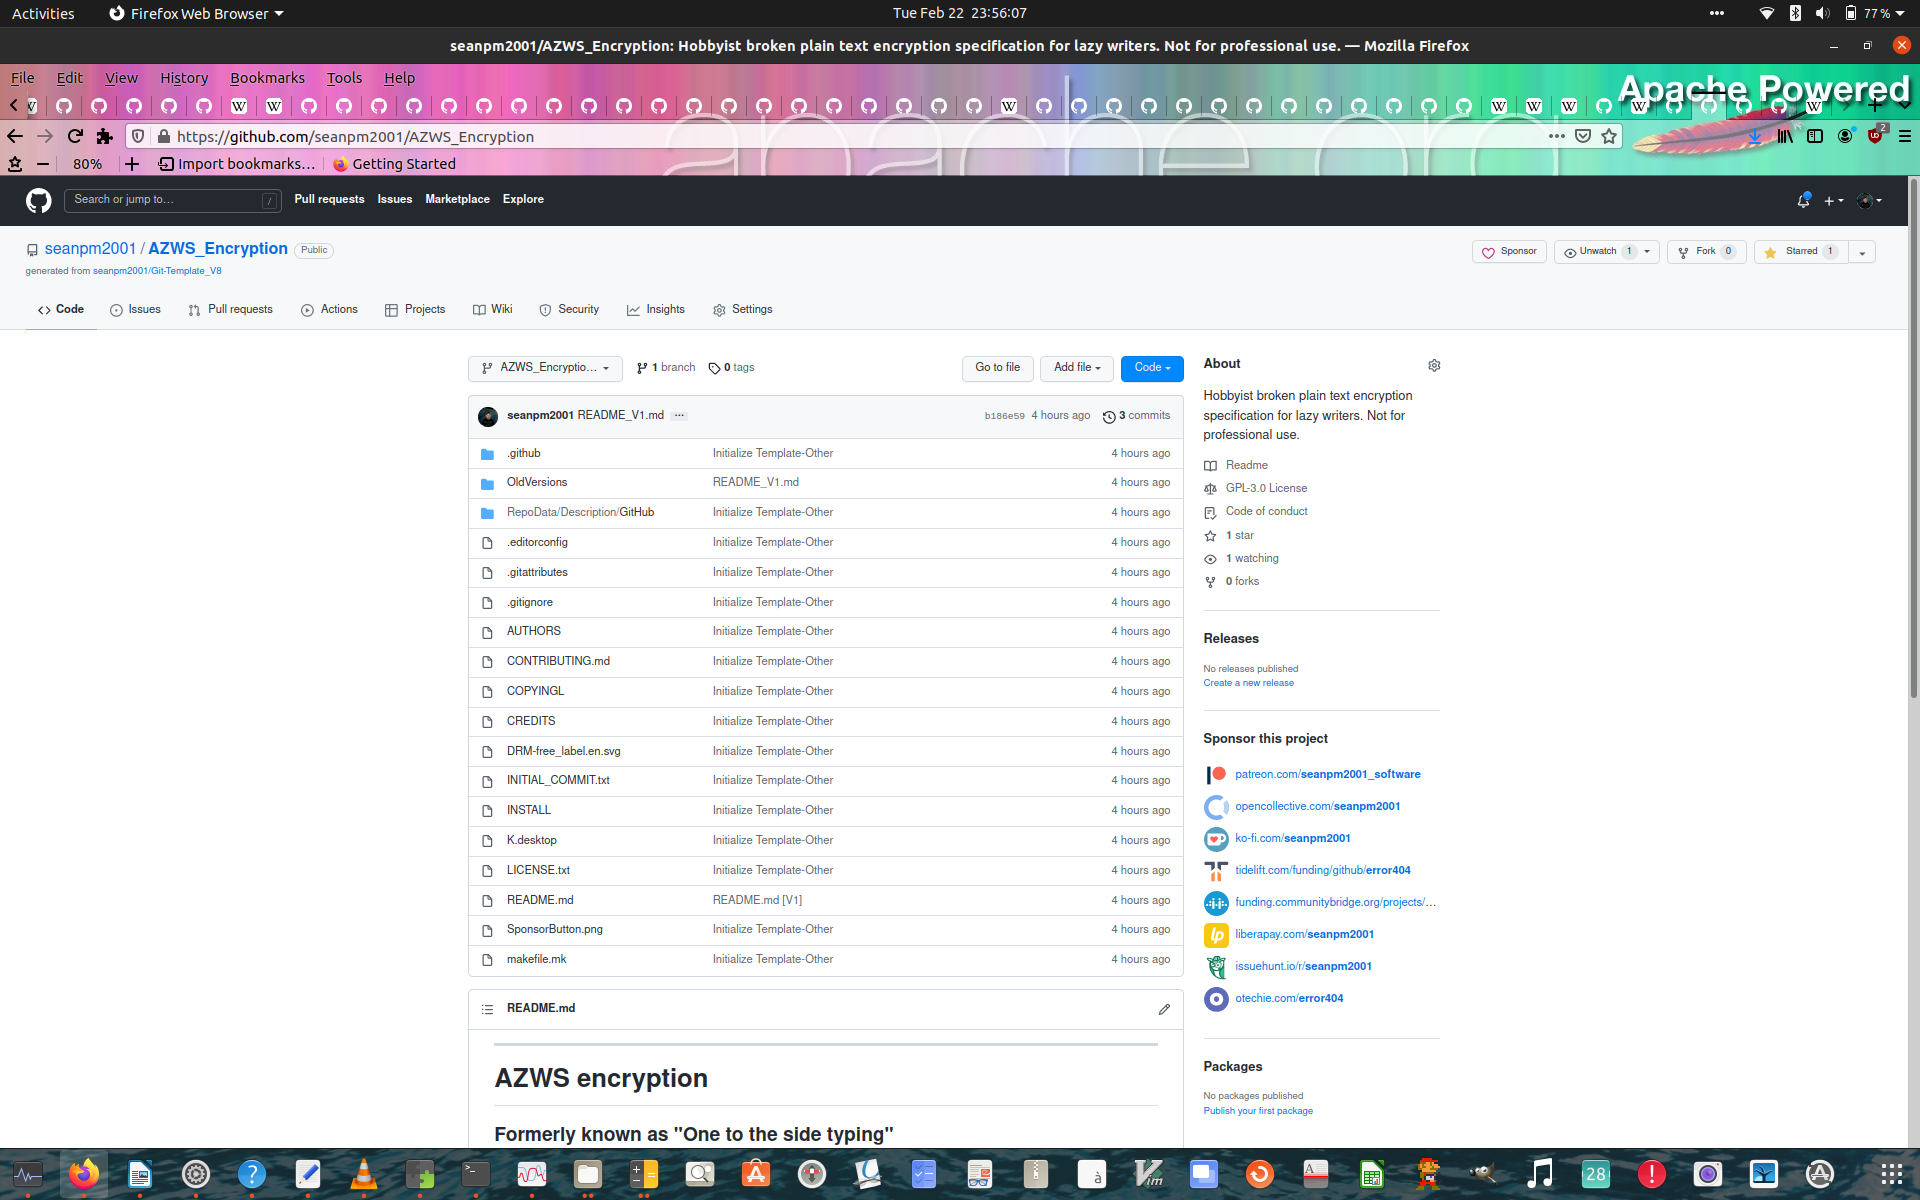 Activities
Firefox Web Browser
Tue Feb 22 23:56:07
77 %
seanpm2001/AZWS_Encryption: Hobbyist broken plain text encryption specification for lazy writers. Not for professional use. — Mozilla Firefox
File Edit View History Bookmarks Tools Help
Apache Powered
https://github.com/seanpm2001/AZWS_Encryption
2
80%
Import bookmarks…
Getting Started
Search or jump to…
/
Pull requests Issues Marketplace Explore
seanpm2001 / AZWS_Encryption Public
generated from seanpm2001/Git-Template_V8
Sponsor
Unwatch 1
Fork 0
Starred 1
Code
Issues
Pull requests
Actions
Projects
Wiki
Security
Insights
Settings
AZWS_Encryptio…
1 branch
0 tags
Go to file
Add file
Code
seanpm2001 README_V1.md
b186e59 4 hours ago
3 commits
.github Initialize Template-Other 4 hours ago
OldVersions README_V1.md 4 hours ago
RepoData/Description/GitHub Initialize Template-Other 4 hours ago
.editorconfig Initialize Template-Other 4 hours ago
.gitattributes Initialize Template-Other 4 hours ago
.gitignore Initialize Template-Other 4 hours ago
AUTHORS Initialize Template-Other 4 hours ago
CONTRIBUTING.md Initialize Template-Other 4 hours ago
COPYINGL Initialize Template-Other 4 hours ago
CREDITS Initialize Template-Other 4 hours ago
DRM-free_label.en.svg Initialize Template-Other 4 hours ago
INITIAL_COMMIT.txt Initialize Template-Other 4 hours ago
INSTALL Initialize Template-Other 4 hours ago
K.desktop Initialize Template-Other 4 hours ago
LICENSE.txt Initialize Template-Other 4 hours ago
README.md README.md [V1] 4 hours ago
SponsorButton.png Initialize Template-Other 4 hours ago
makefile.mk Initialize Template-Other 4 hours ago
README.md
AZWS encryption
Formerly known as "One to the side typing"
About
Hobbyist broken plain text encryption
specification for lazy writers. Not for
professional use.
Readme
GPL-3.0 License
Code of conduct
1 star
1 watching
0 forks
Releases
No releases published
Create a new release
Sponsor this project
patreon.com/seanpm2001_software
opencollective.com/seanpm2001
ko-fi.com/seanpm2001
tidelift.com/funding/github/error404
funding.communitybridge.org/projects/…
liberapay.com/seanpm2001
issuehunt.io/r/seanpm2001
otechie.com/error404
Packages
No packages published
Publish your first package
28